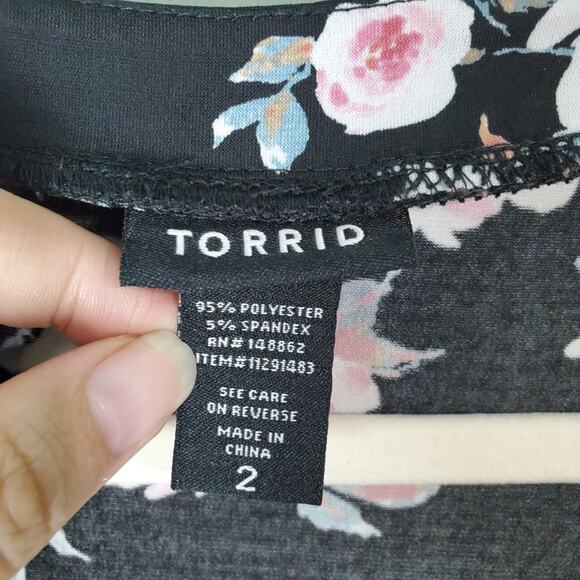 TORRID
95% POLYESTER
5% SPANDEX
RN# 148862
ITEM# 11291483
SEE CARE
ON REVERSE
MADE IN
CHINA
2